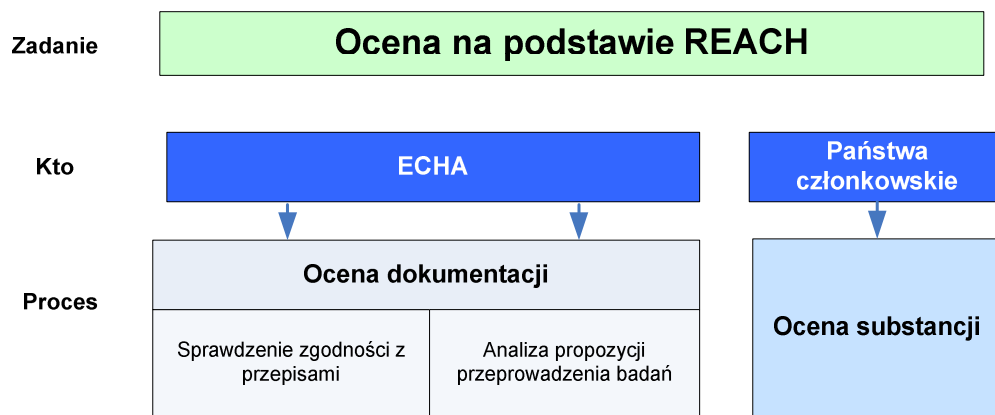 Zadanie
Ocena na podstawie REACH
Kto
ECHA
Państwa
członkowskie
Proces
Ocena dokumentacji
Sprawdzenie zgodności z
przepisami
Analiza propozycji
przeprowadzenia badań
Ocena substancji